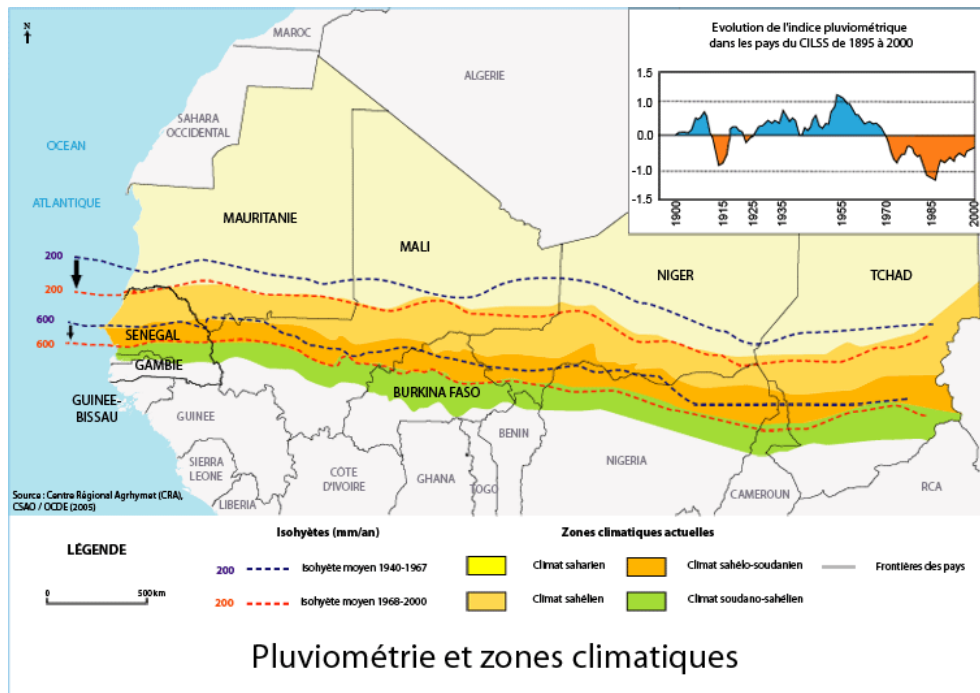 N
MAROC
ALGERIE
SAHARA
OCCIDENTAL
OCEAN
ATLANTIQUE
MAURITANIE
MALI
NIGER
TCHAD
200
200
600
600
SENEGAL
GAMBIE
GUINEE-
BISSAU
BURKINA FASO
GUINEE
SIERRA
LEONE
LIBERIA
CÔTE
D'IVOIRE
GHANA
TOGO
BENIN
NIGERIA
CAMEROUN
RCA
Evolution de l'indice pluviométrique
dans les pays du CILSS de 1895 à 2000
1.5
1.0
0.0
-1.0
-1.5
1900
1915
1925
1935
1955
1970
1985
2000
Source : Centre Régional Agrhymet (CRA),
CSAO / OCDE (2005)
LÉGENDE
0 500 km
Isohyètes (mm/an)
200 Isohyète moyen 1940-1967
200 Isohyète moyen 1968-2000
Zones climatiques actuelles
Climat saharien
Climat sahélien
Climat sahélo-soudanien
Climat soudano-sahélien
Frontières des pays
Pluviométrie et zones climatiques